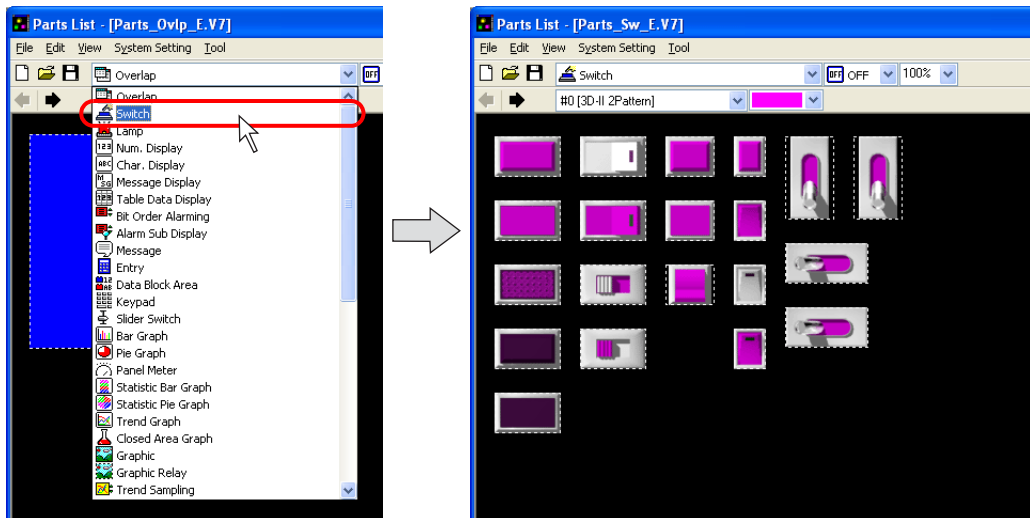 Parts List - [Parts_Ovlp_E.V7]
File Edit View System Setting Tool
Overlap OFF
Overlap
Switch
Lamp
123 Num. Display
ABC Char. Display
MSG Message Display
123 Table Data Display
Bit Order Alarming
Alarm Sub Display
Message
Entry
Data Block Area
Keypad
Slider Switch
Bar Graph
Pie Graph
Panel Meter
Statistic Bar Graph
Statistic Pie Graph
Trend Graph
Closed Area Graph
Graphic
Graphic Relay
Trend Sampling
Parts List - [Parts_Sw_E.V7]
File Edit View System Setting Tool
Switch OFF OFF 100%
#0 [3D-II 2Pattern]